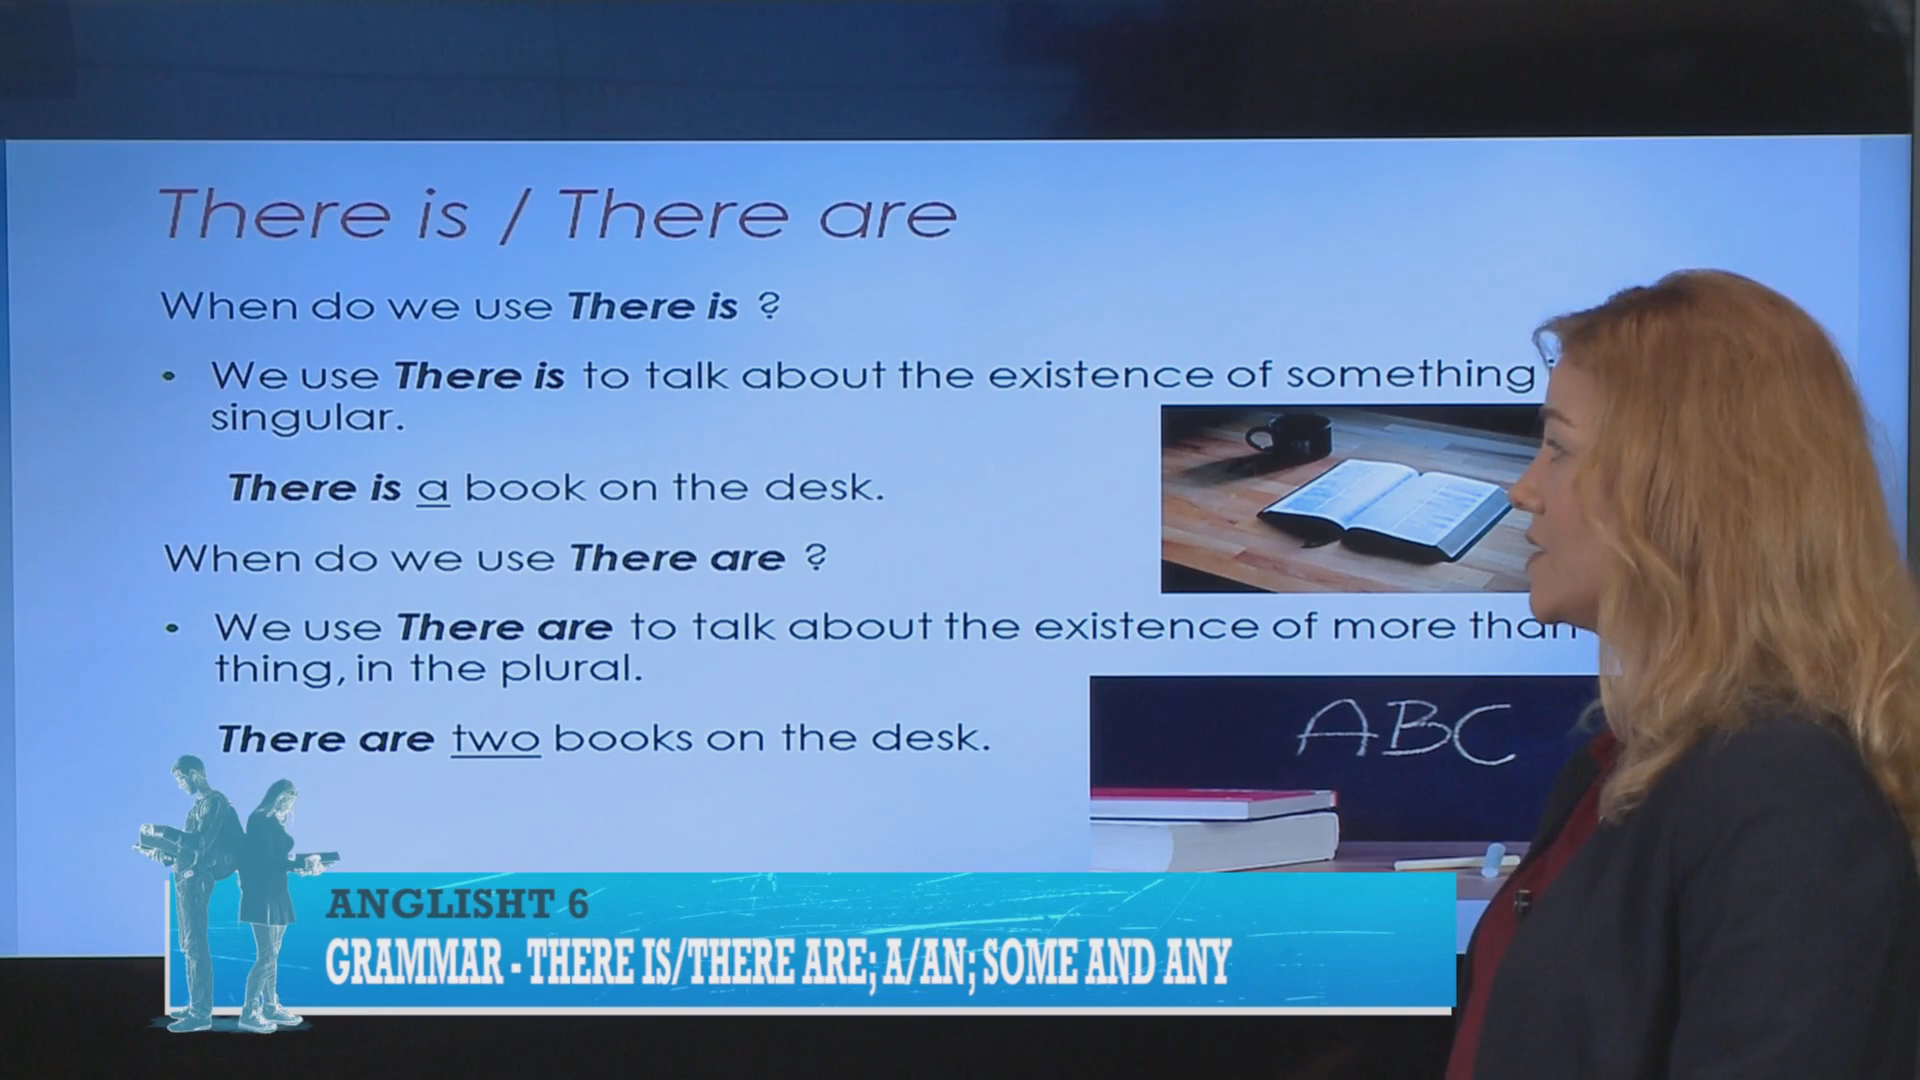 There is / There are
When do we use There is ?
• We use There is to talk about the existence of something
singular.
There is a book on the desk.
When do we use There are ?
• We use There are to talk about the existence of more than
thing, in the plural.
There are two books on the desk.
ABC
ANGLISHT 6
GRAMMAR - THERE IS/THERE ARE; A/AN; SOME AND ANY